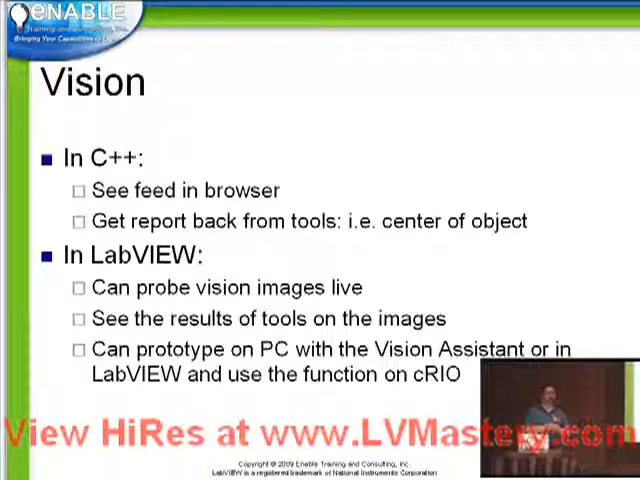 ENABLE
Training and Consulting, Inc.
Bringing Your Capabilities to Life
Vision
In C++:
See feed in browser
Get report back from tools: i.e. center of object
In LabVIEW:
Can probe vision images live
See the results of tools on the images
Can prototype on PC with the Vision Assistant or in
LabVIEW and use the function on cRIO
View HiRes at www.LVMastery.com
Copyright © 2009 Enable Training and Consulting, Inc.
LabVIEW is a registered trademark of National Instruments Corporation